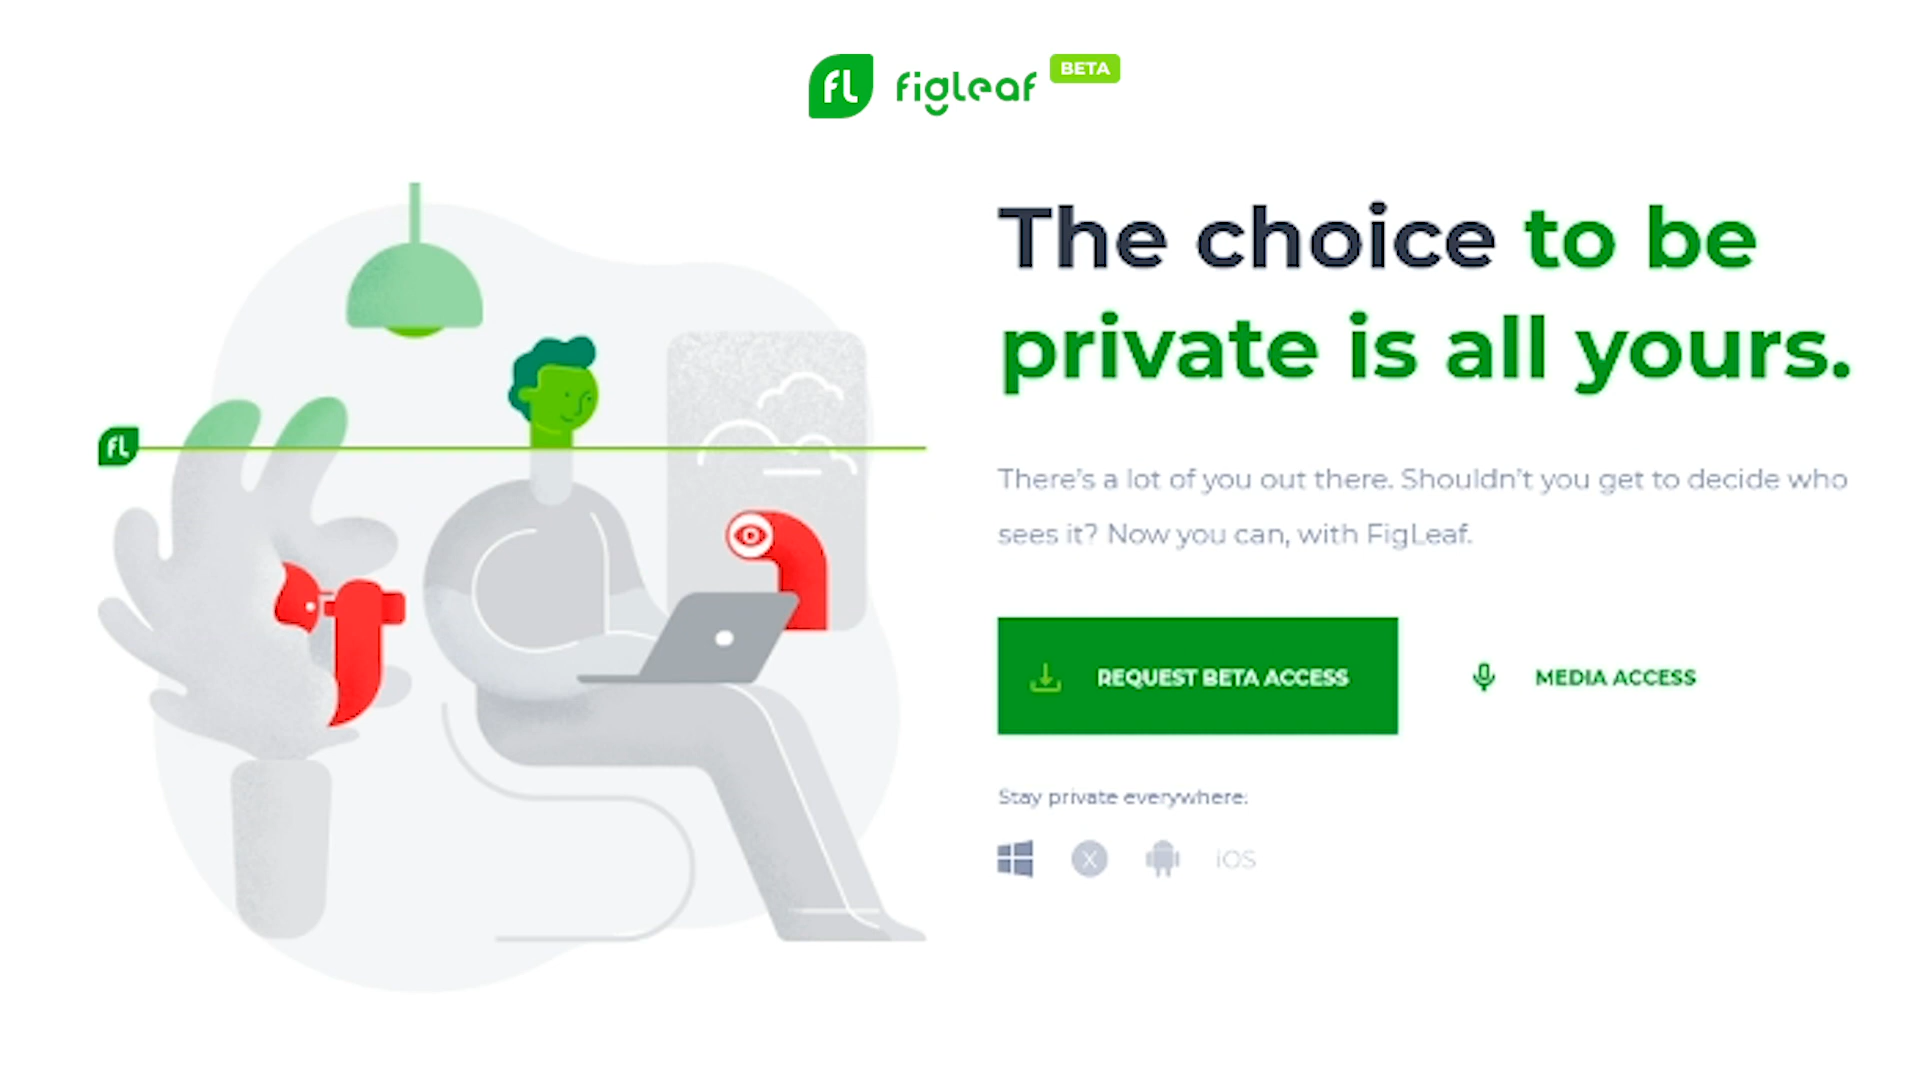 fL figleaf BETA
The choice to be
private is all yours.
fL
There's a lot of you out there. Shouldn't you get to decide who
sees it? Now you can, with FigLeaf.
REQUEST BETA ACCESS MEDIA ACCESS
Stay private everywhere:
X iOS